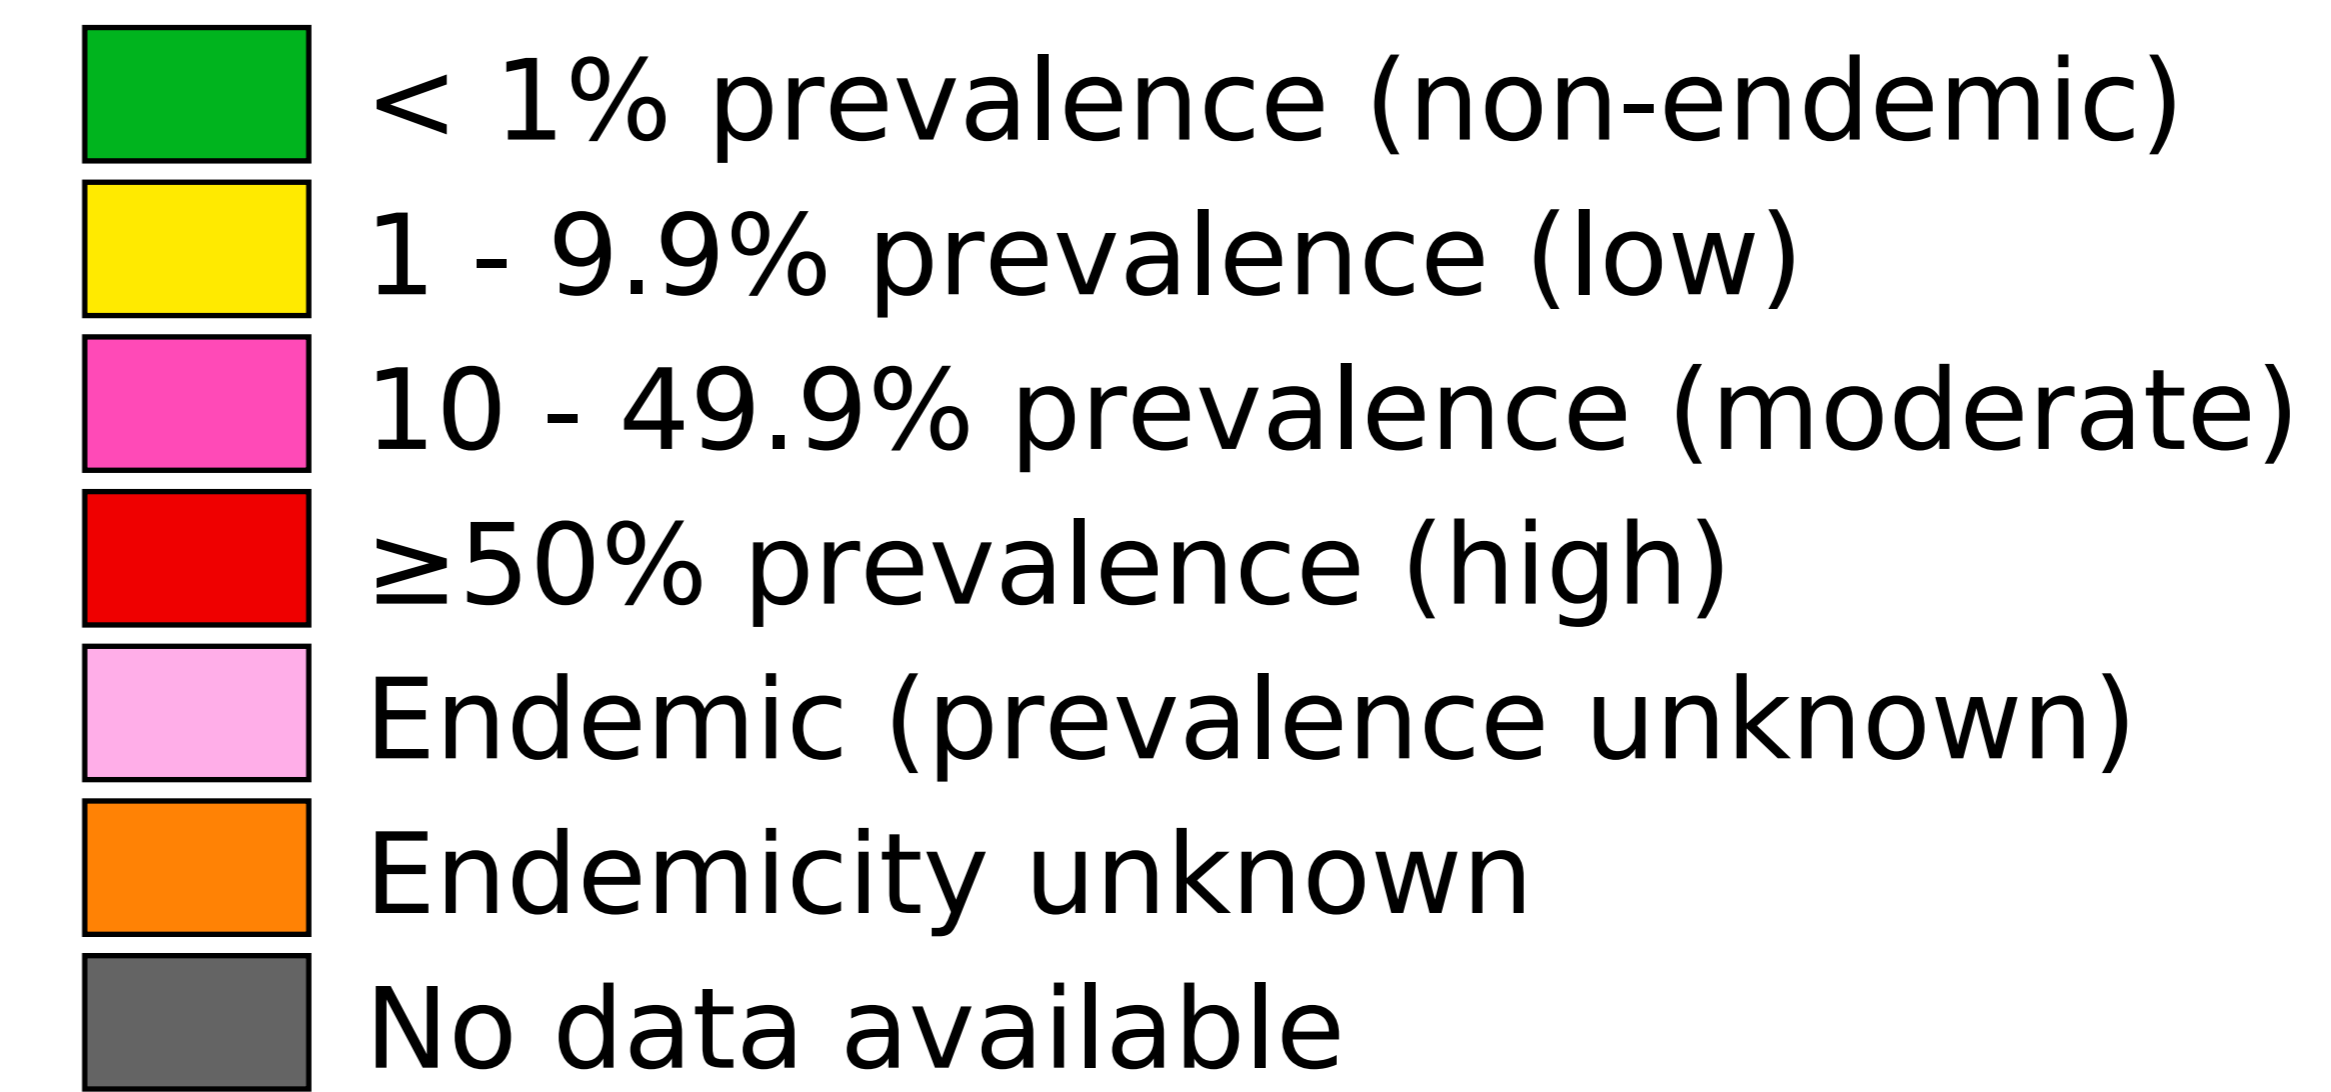 < 1% prevalence (non-endemic)
1 - 9.9% prevalence (low)
10 - 49.9% prevalence (moderate)
≥50% prevalence (high)
Endemic (prevalence unknown)
Endemicity unknown
No data available